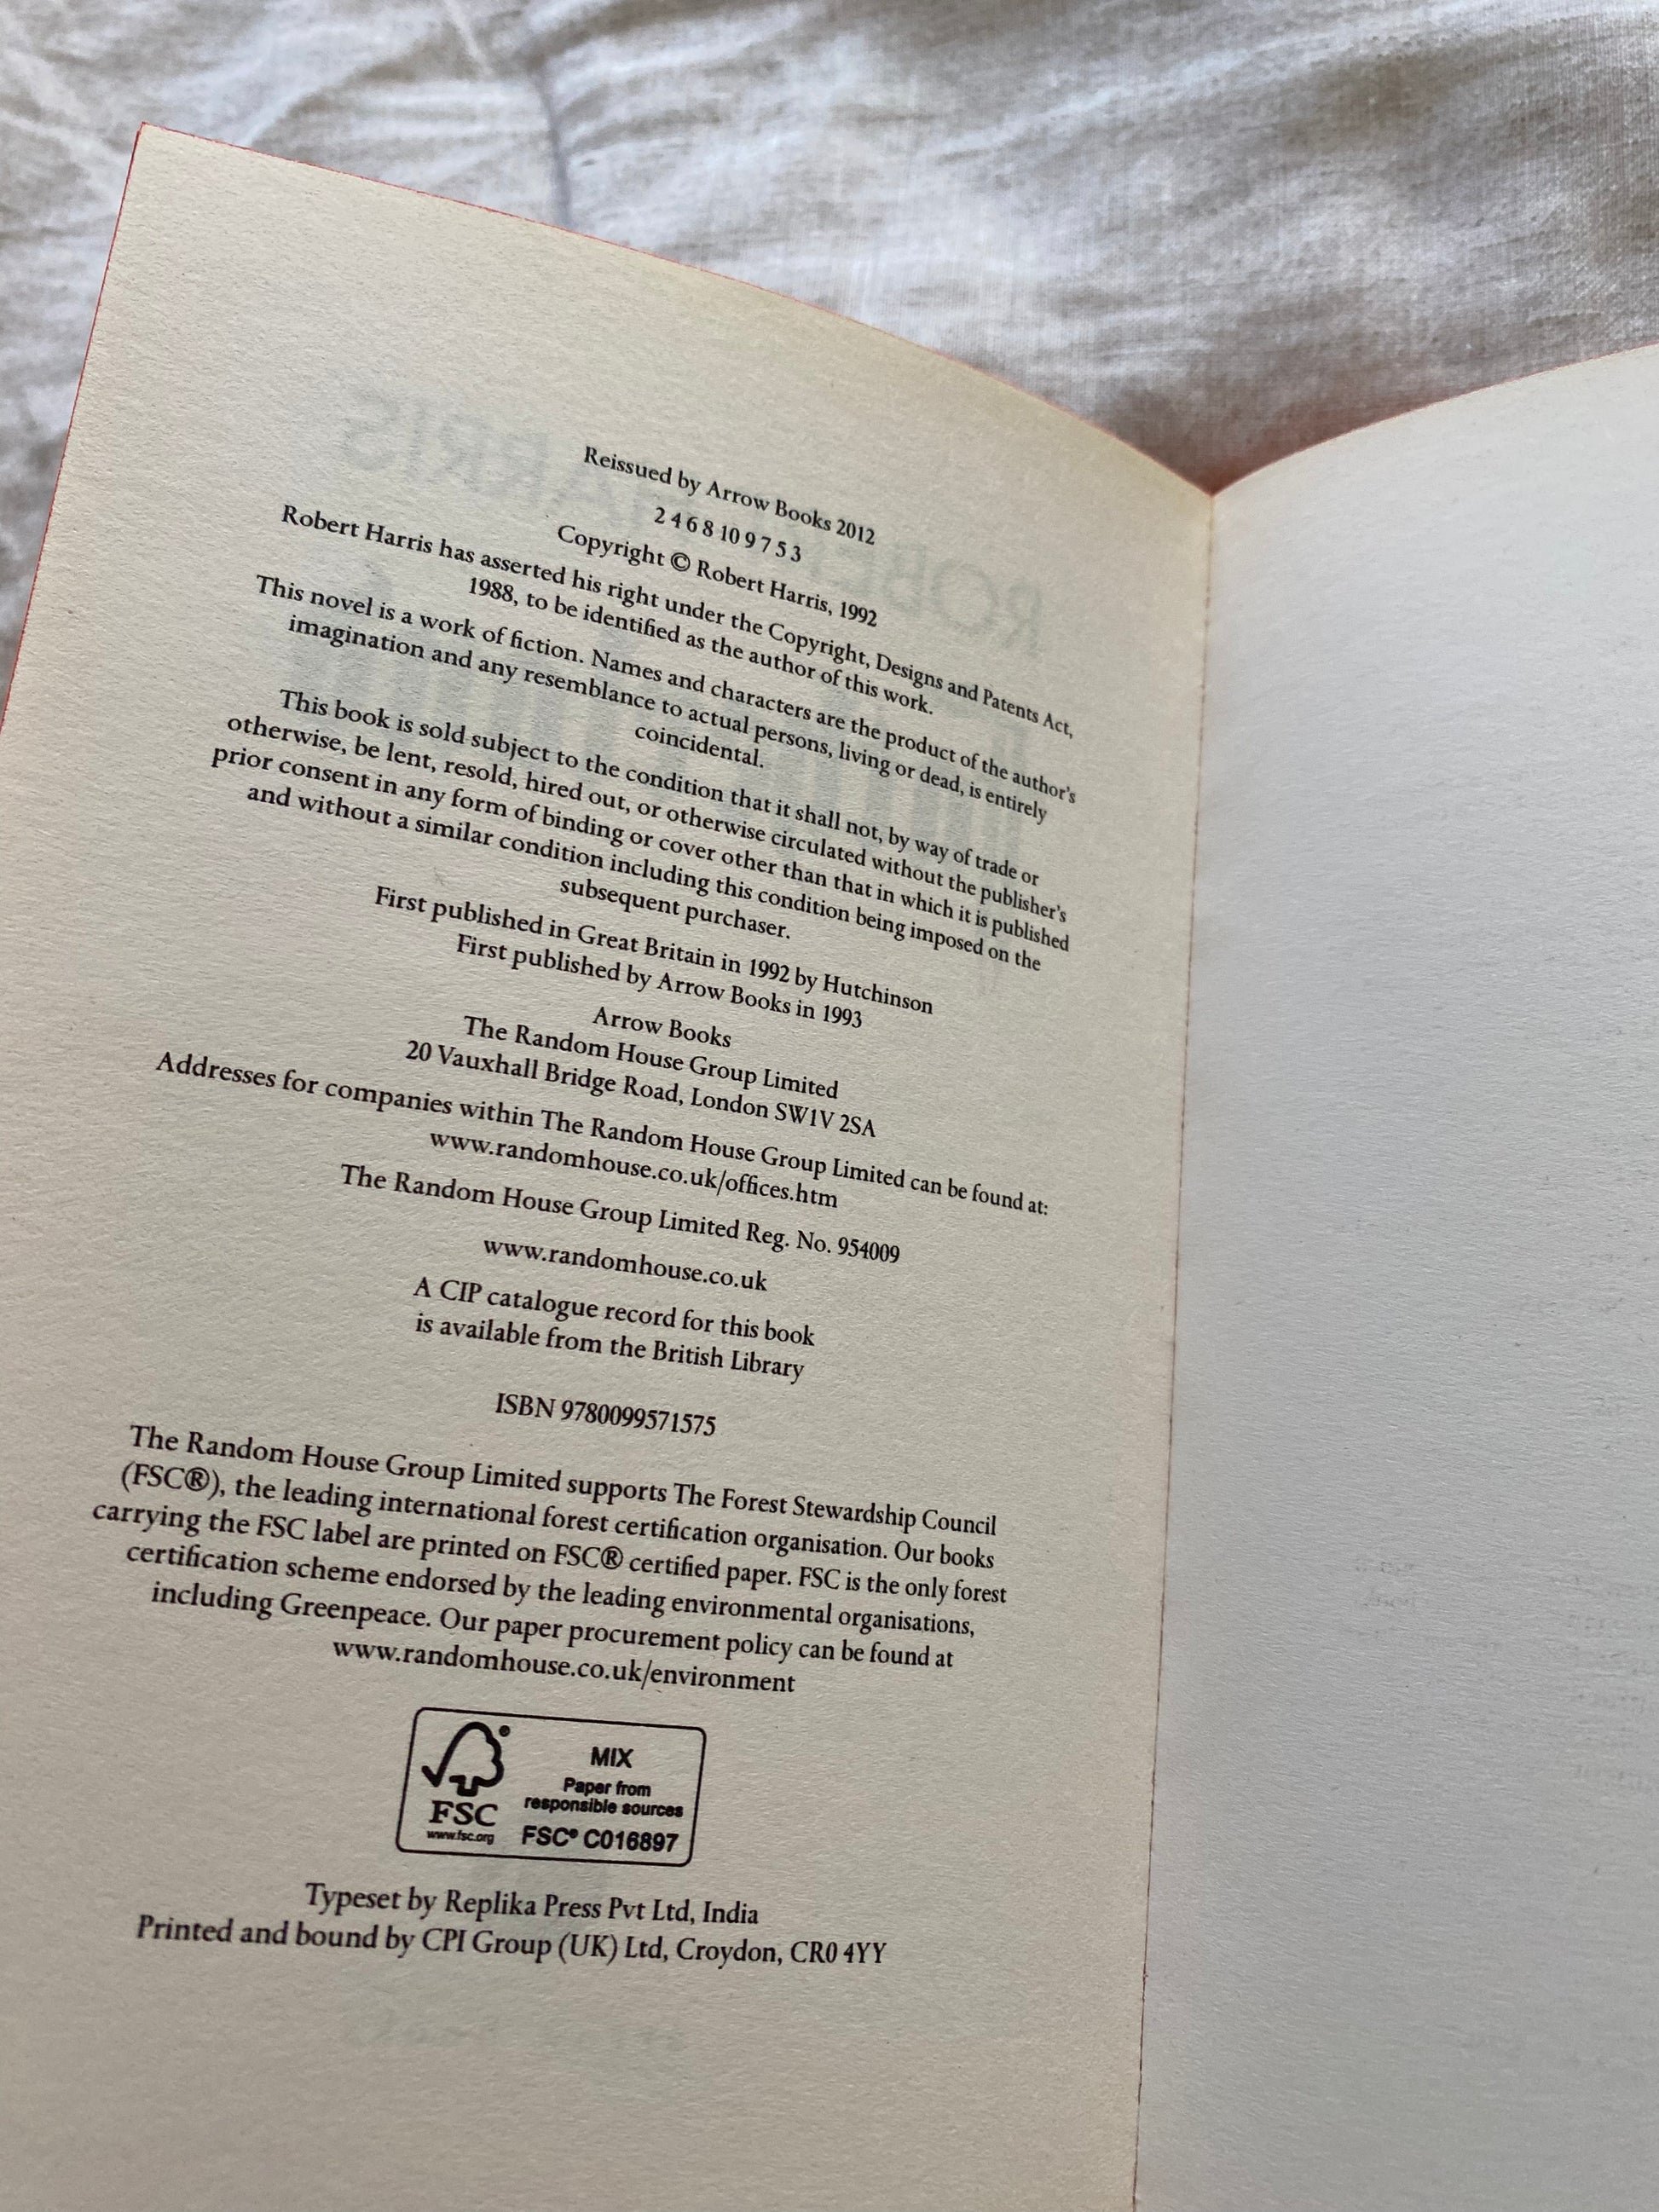 Reissued by Arrow Books 2012
2 4 6 8 10 9 7 5 3
Copyright © Robert Harris, 1992
Robert Harris has asserted his right under the Copyright, Designs and Patents Act,
1988, to be identified as the author of this work.
This novel is a work of fiction. Names and characters are the product of the author's
imagination and any resemblance to actual persons, living or dead, is entirely
coincidental.
This book is sold subject to the condition that it shall not, by way of trade or
otherwise, be lent, resold, hired out, or otherwise circulated without the publisher's
prior consent in any form of binding or cover other than that in which it is published
and without a similar condition including this condition being imposed on the
subsequent purchaser.
First published in Great Britain in 1992 by Hutchinson
First published by Arrow Books in 1993
Arrow Books
The Random House Group Limited
20 Vauxhall Bridge Road, London SW1V 2SA
Addresses for companies within The Random House Group Limited can be found at:
www.randomhouse.co.uk/offices.htm
The Random House Group Limited Reg. No. 954009
www.randomhouse.co.uk
A CIP catalogue record for this book
is available from the British Library
ISBN 9780099571575
The Random House Group Limited supports The Forest Stewardship Council
(FSC®), the leading international forest certification organisation. Our books
carrying the FSC label are printed on FSC® certified paper. FSC is the only forest
certification scheme endorsed by the leading environmental organisations,
including Greenpeace. Our paper procurement policy can be found at
www.randomhouse.co.uk/environment
FSC
www.fsc.org
MIX
Paper from
responsible sources
FSC® C016897
Typeset by Replika Press Pvt Ltd, India
Printed and bound by CPI Group (UK) Ltd, Croydon, CR0 4YY